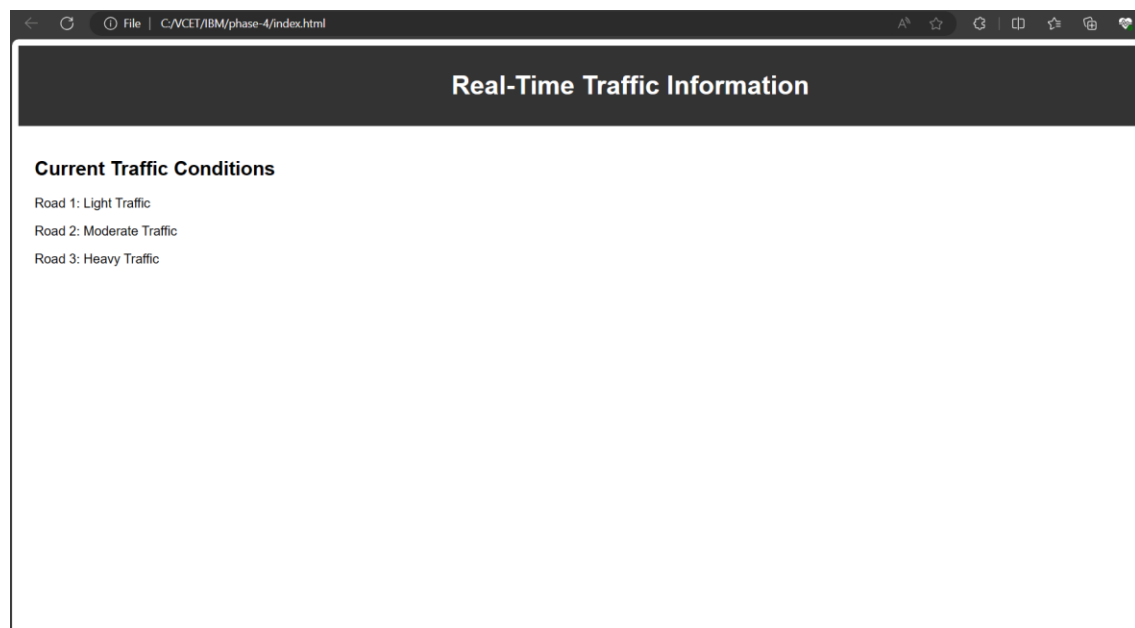 File | C:/VCET/IBM/phase-4/index.html
Real-Time Traffic Information
Current Traffic Conditions
Road 1: Light Traffic
Road 2: Moderate Traffic
Road 3: Heavy Traffic